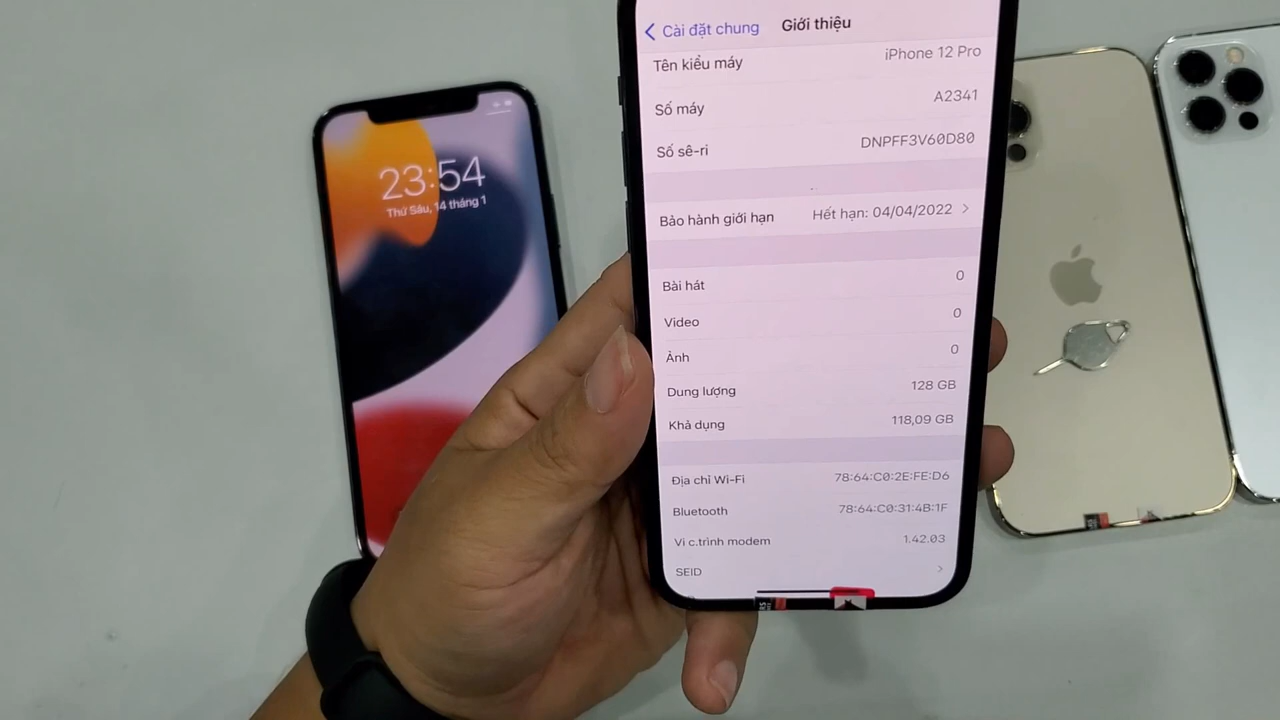 Cài đặt chung Giới thiệu
Tên kiểu máy iPhone 12 Pro
Số máy A2341
Số sê-ri DNPFF3V60D80
Bảo hành giới hạn Hết hạn: 04/04/2022
Bài hát 0
Video 0
Ảnh 0
Dung lượng 128 GB
Khả dụng 118,09 GB
Địa chỉ Wi-Fi 78:64:C0:2E:FE:D6
Bluetooth 78:64:C0:31:4B:1F
Vi c.trình modem 1.42.03
SEID
23:54
Thứ Sáu, 14 tháng 1